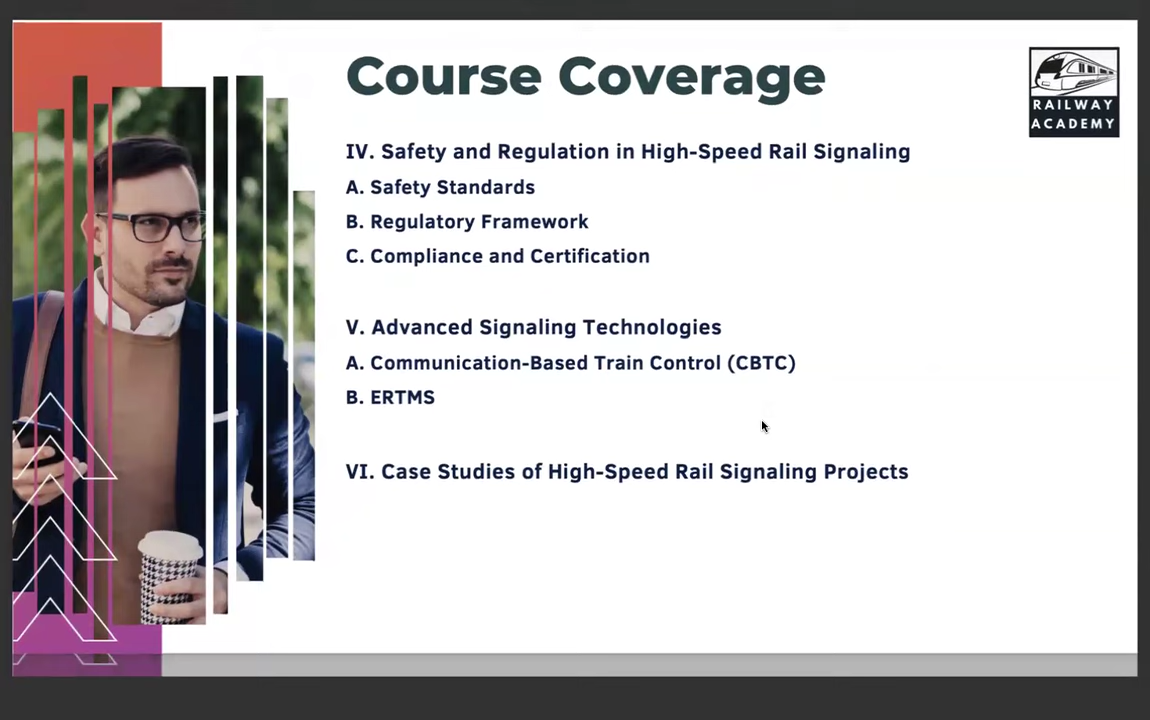 Course Coverage
RAILWAY
ACADEMY
IV. Safety and Regulation in High-Speed Rail Signaling
A. Safety Standards
B. Regulatory Framework
C. Compliance and Certification
V. Advanced Signaling Technologies
A. Communication-Based Train Control (CBTC)
B. ERTMS
VI. Case Studies of High-Speed Rail Signaling Projects